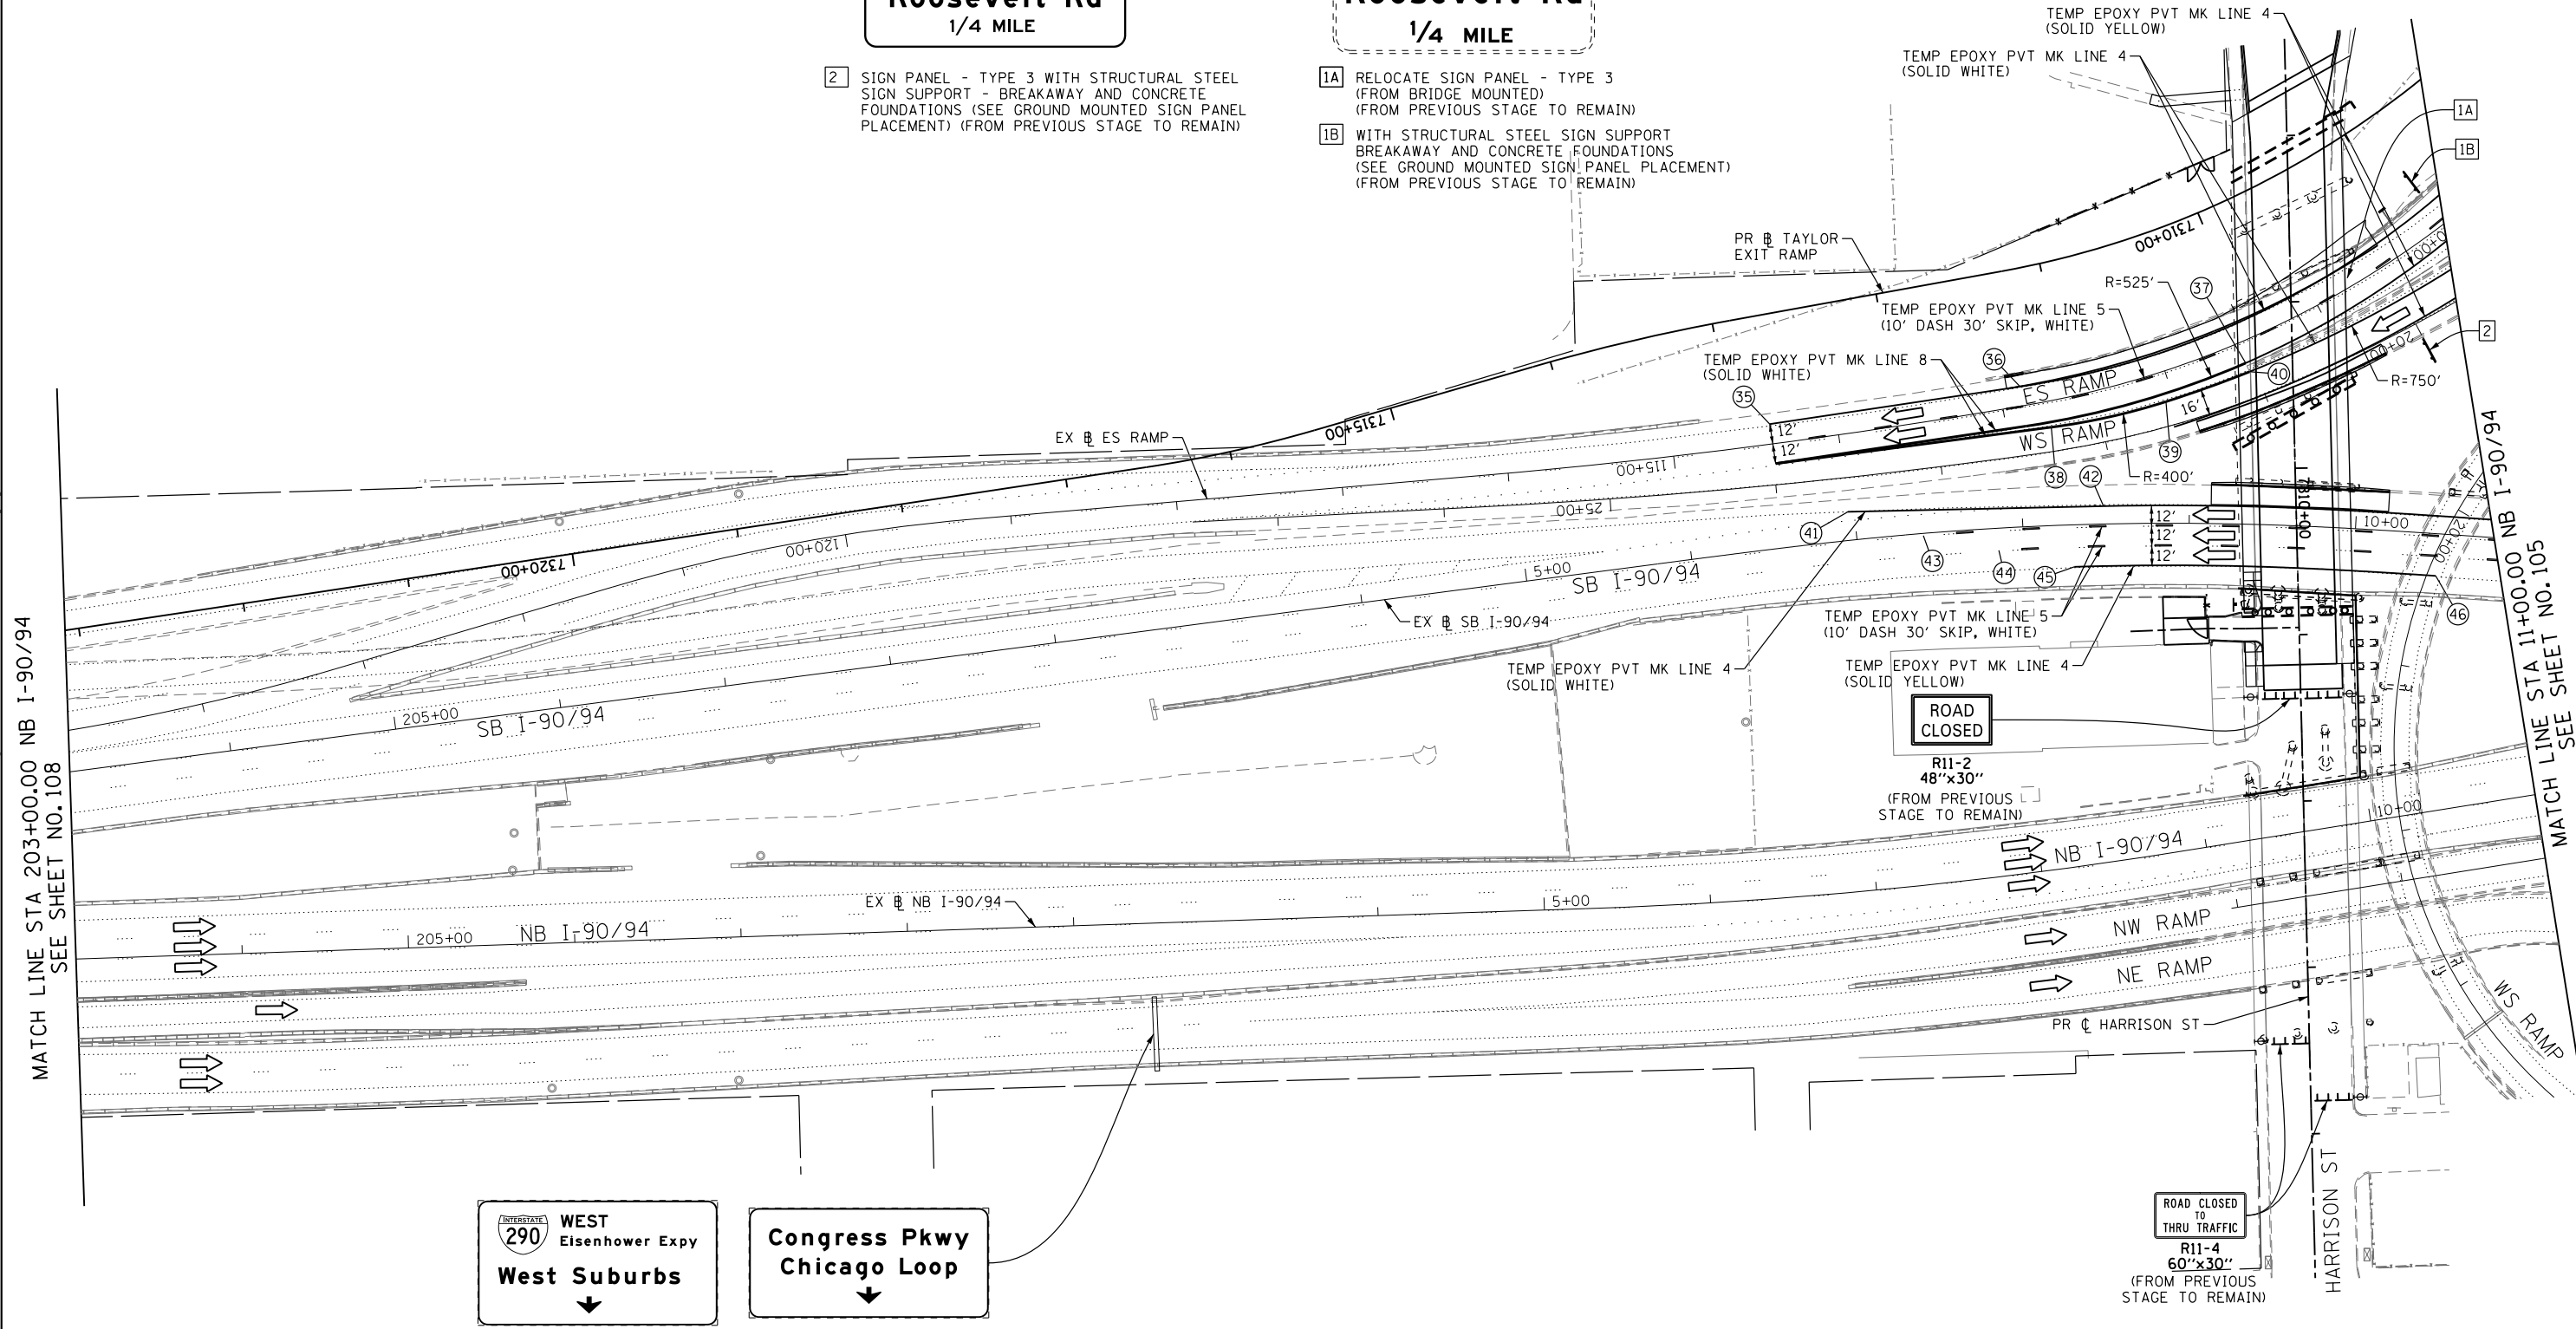 Roosevelt Rd
1/4 MILE
Roosevelt Rd
1/4 MILE
2 SIGN PANEL - TYPE 3 WITH STRUCTURAL STEEL
SIGN SUPPORT - BREAKAWAY AND CONCRETE
FOUNDATIONS (SEE GROUND MOUNTED SIGN PANEL
PLACEMENT) (FROM PREVIOUS STAGE TO REMAIN)
1A RELOCATE SIGN PANEL - TYPE 3
(FROM BRIDGE MOUNTED)
(FROM PREVIOUS STAGE TO REMAIN)
1B WITH STRUCTURAL STEEL SIGN SUPPORT
BREAKAWAY AND CONCRETE FOUNDATIONS
(SEE GROUND MOUNTED SIGN PANEL PLACEMENT)
(FROM PREVIOUS STAGE TO REMAIN)
TEMP EPOXY PVT MK LINE 4
(SOLID YELLOW)
TEMP EPOXY PVT MK LINE 4
(SOLID WHITE)
1A
1B
PR BL TAYLOR
EXIT RAMP
7310+00
R=525'
37
TEMP EPOXY PVT MK LINE 5
(10' DASH 30' SKIP, WHITE)
2
TEMP EPOXY PVT MK LINE 8
(SOLID WHITE)
36
35
40
R=750'
ES RAMP
12'
12'
16'
WS RAMP
7315+00
EX BL ES RAMP
115+00
38
39
R=400'
42
125+00
41
12'
12'
12'
7310+00
10+00
20+00
120+00
7320+00
43
44
45
46
5+00
SB I-90/94
EX BL SB I-90/94
TEMP EPOXY PVT MK LINE 5
(10' DASH 30' SKIP, WHITE)
TEMP EPOXY PVT MK LINE 4
(SOLID WHITE)
TEMP EPOXY PVT MK LINE 4
(SOLID YELLOW)
205+00
SB I-90/94
ROAD
CLOSED
R11-2
48"x30"
(FROM PREVIOUS
STAGE TO REMAIN)
10+00
NB I-90/94
EX BL NB I-90/94
5+00
205+00
NB I-90/94
NW RAMP
NE RAMP
WS RAMP
PR CL HARRISON ST
MATCH LINE STA 203+00.00 NB I-90/94
SEE SHEET NO.108
MATCH LINE STA 11+00.00 NB I-90/94
SEE SHEET NO.105
INTERSTATE
290
WEST
Eisenhower Expy
West Suburbs
Congress Pkwy
Chicago Loop
ROAD CLOSED
TO
THRU TRAFFIC
R11-4
60"x30"
(FROM PREVIOUS
STAGE TO REMAIN)
HARRISON ST